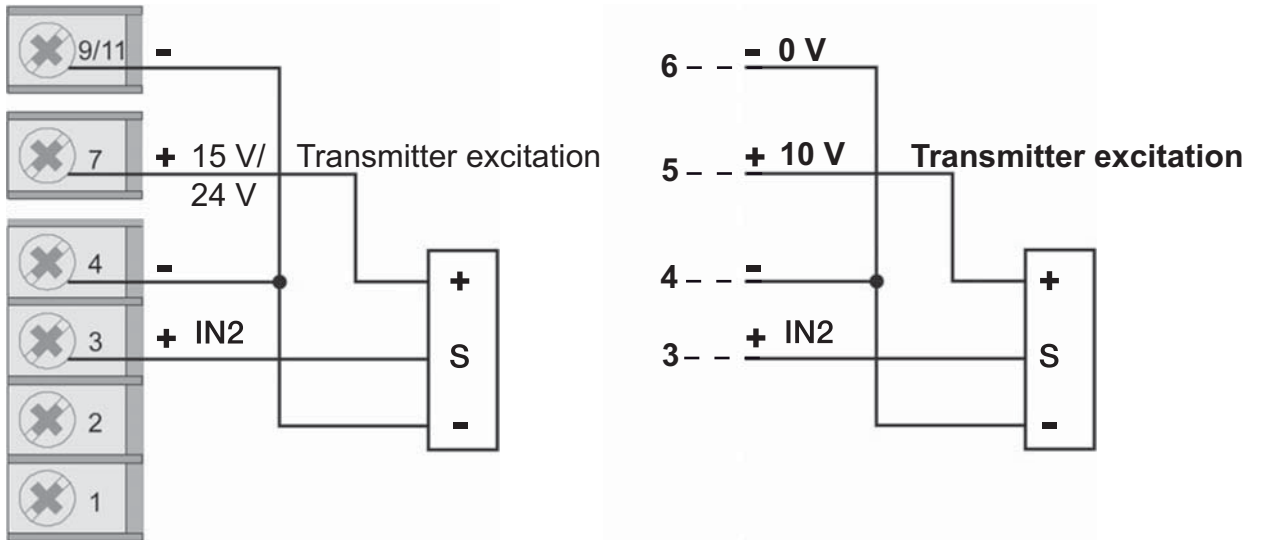 9/11 -
7 + 15 V/ Transmitter excitation
24 V
4 -
3 + IN2
2
1
+
S
-
6 - - - 0 V
5 - - + 10 V Transmitter excitation
4 - - -
3 - - + IN2
+
S
-